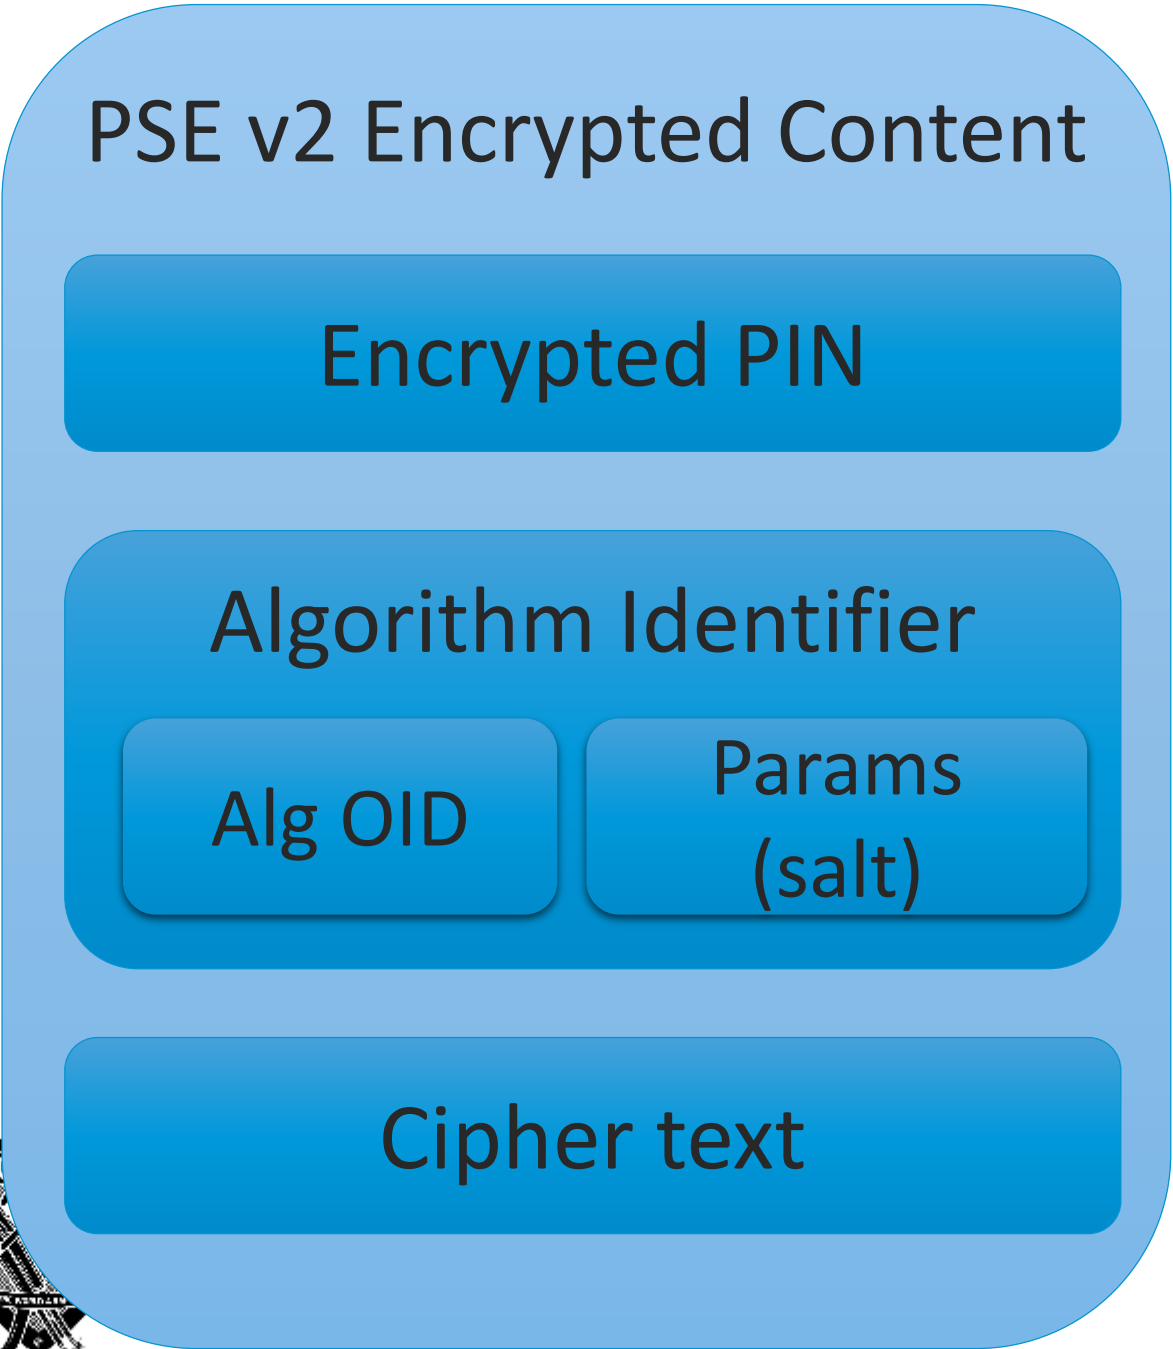 PSE v2 Encrypted Content
Encrypted PIN
Algorithm Identifier
Alg OID
Params
(salt)
Cipher text